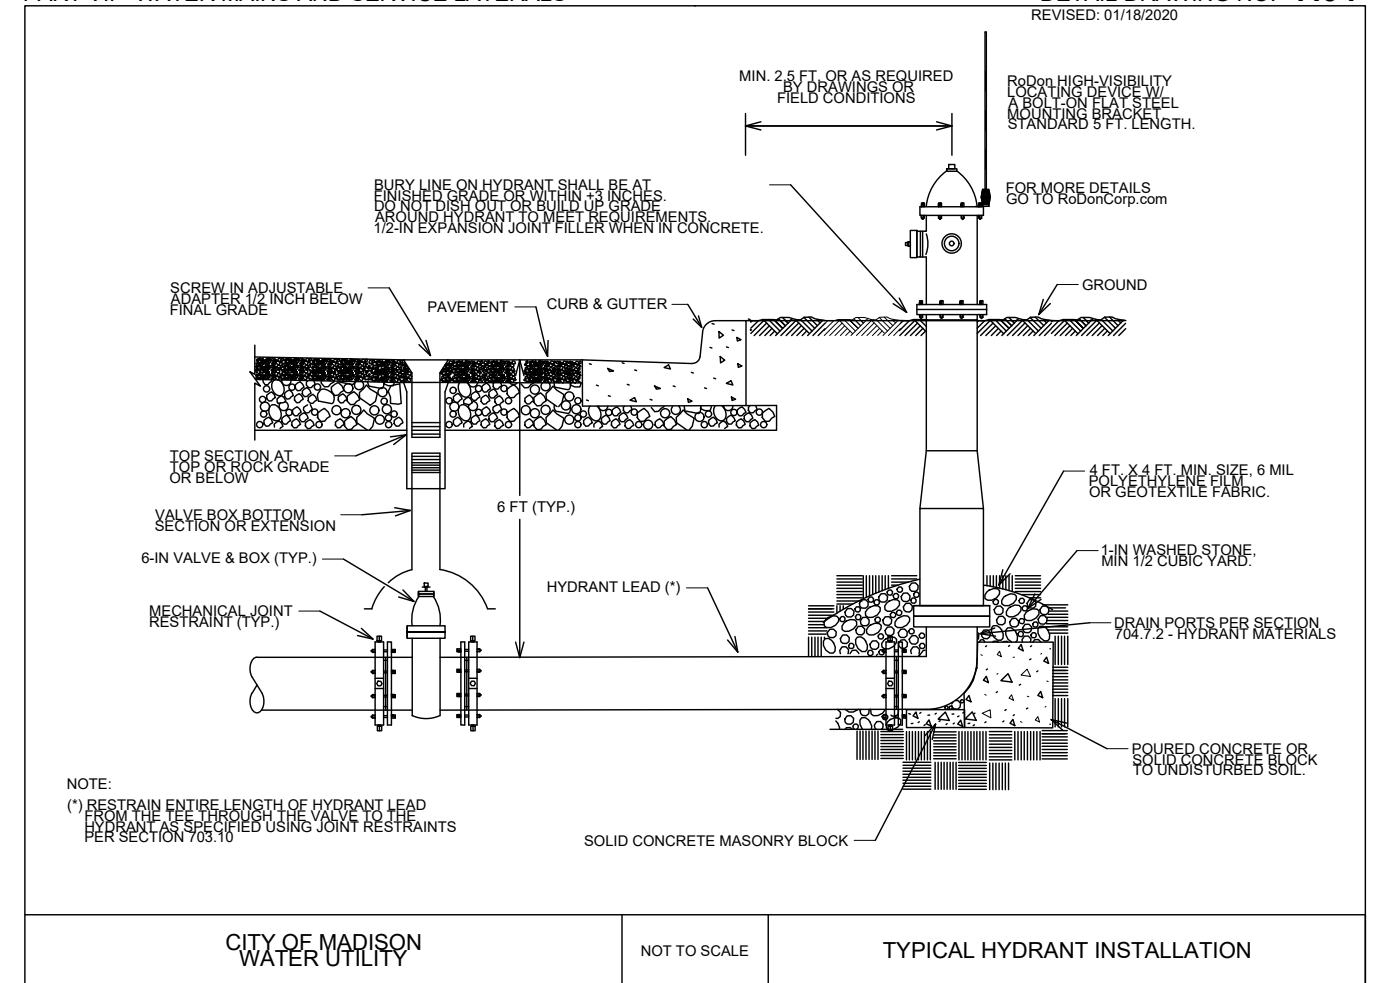 REVISED: 01/18/2020
MIN. 2.5 FT. OR AS REQUIRED
BY DRAWINGS OR
FIELD CONDITIONS
RoDon HIGH-VISIBILITY
LOCATING DEVICE W/
A BOLT-ON FLAT STEEL
MOUNTING BRACKET
STANDARD 5 FT. LENGTH.
FOR MORE DETAILS
GO TO RoDonCorp.com
BURY LINE ON HYDRANT SHALL BE AT
FINISHED GRADE OR WITHIN +3 INCHES.
DO NOT DISH OUT OR BUILD UP GRADE
AROUND HYDRANT TO MEET REQUIREMENTS.
1/2-IN EXPANSION JOINT FILLER WHEN IN CONCRETE.
SCREW IN ADJUSTABLE
ADAPTER 1/2 INCH BELOW
FINAL GRADE
PAVEMENT
CURB & GUTTER
GROUND
TOP SECTION AT
TOP OR ROCK GRADE
OR BELOW
VALVE BOX BOTTOM
SECTION OR EXTENSION
6-IN VALVE & BOX (TYP.)
MECHANICAL JOINT
RESTRAINT (TYP.)
6 FT (TYP.)
HYDRANT LEAD (*)
4 FT. X 4 FT. MIN. SIZE, 6 MIL
POLYETHYLENE FILM
OR GEOTEXTILE FABRIC.
1-IN WASHED STONE,
MIN 1/2 CUBIC YARD.
DRAIN PORTS PER SECTION
704.7.2 - HYDRANT MATERIALS
POURED CONCRETE OR
SOLID CONCRETE BLOCK
TO UNDISTURBED SOIL.
SOLID CONCRETE MASONRY BLOCK
NOTE:
(*) RESTRAIN ENTIRE LENGTH OF HYDRANT LEAD
FROM THE TEE THROUGH THE VALVE TO THE
HYDRANT AS SPECIFIED USING JOINT RESTRAINTS
PER SECTION 703.10
CITY OF MADISON
WATER UTILITY
NOT TO SCALE
TYPICAL HYDRANT INSTALLATION